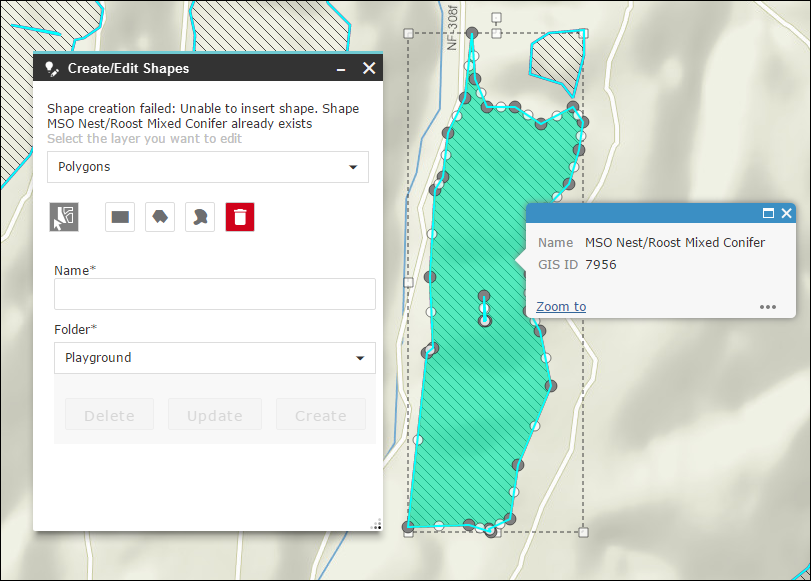 NF-308f
Create/Edit Shapes
Shape creation failed: Unable to insert shape. Shape
MSO Nest/Roost Mixed Conifer already exists
Select the layer you want to edit
Polygons
Name*
Folder*
Playground
Delete Update Create
Name MSO Nest/Roost Mixed Conifer
GIS ID 7956
Zoom to